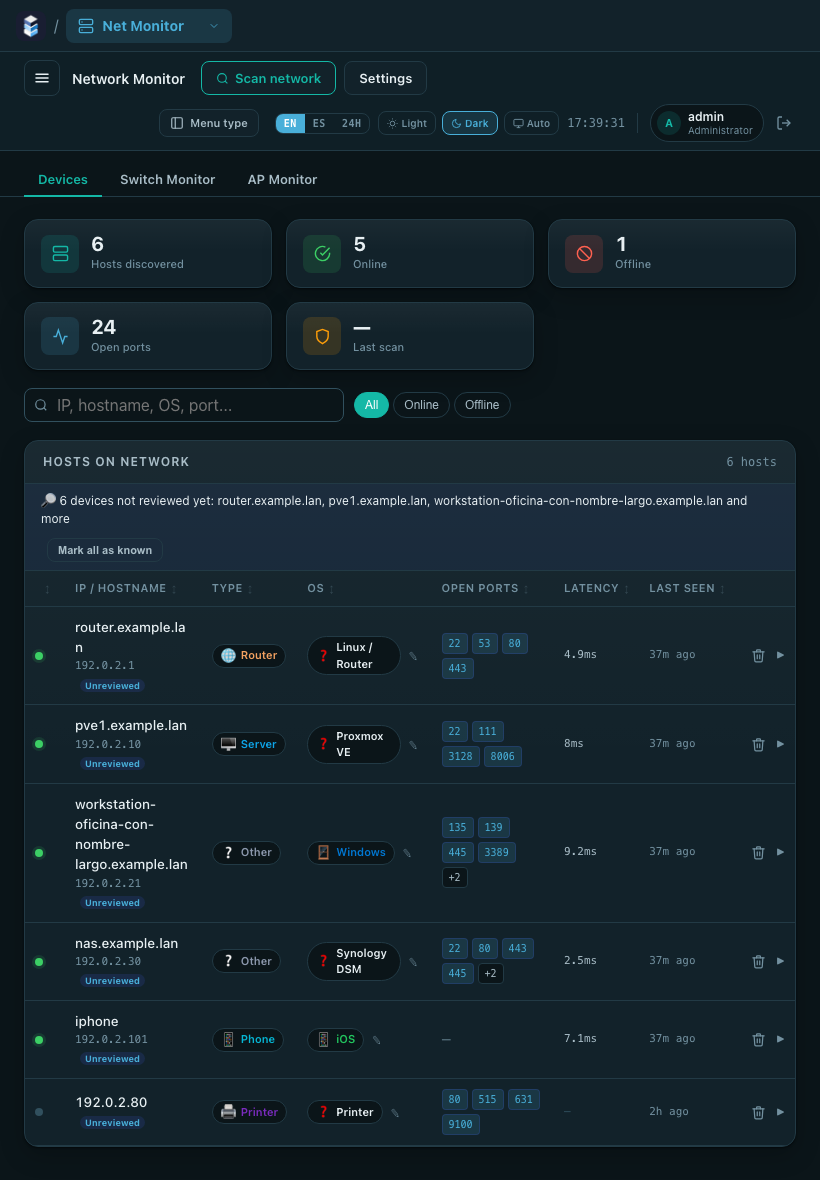 / Net Monitor
Network Monitor Scan network Settings
Menu type EN ES 24H Light Dark Auto 17:39:31 A admin
Administrator
Devices Switch Monitor AP Monitor
6
Hosts discovered
5
Online
1
Offline
24
Open ports
—
Last scan
IP, hostname, OS, port... All Online Offline
HOSTS ON NETWORK 6 hosts
6 devices not reviewed yet: router.example.lan, pve1.example.lan, workstation-oficina-con-nombre-largo.example.lan and
more
Mark all as known
IP / HOSTNAME TYPE OS OPEN PORTS LATENCY LAST SEEN
router.example.la
n
192.0.2.1
Unreviewed
Router
? Linux /
Router
22 53 80
443
4.9ms
37m ago
pve1.example.lan
192.0.2.10
Unreviewed
Server
? Proxmox
VE
22 111
3128 8006
8ms
37m ago
workstation-
oficina-con-
nombre-
largo.example.lan
192.0.2.21
Unreviewed
? Other
Windows
135 139
445 3389
+2
9.2ms
37m ago
nas.example.lan
192.0.2.30
Unreviewed
? Other
? Synology
DSM
22 80 443
445 +2
2.5ms
37m ago
iphone
192.0.2.101
Unreviewed
Phone
iOS
—
7.1ms
37m ago
192.0.2.80
Unreviewed
Printer
? Printer
80 515 631
9100
—
2h ago